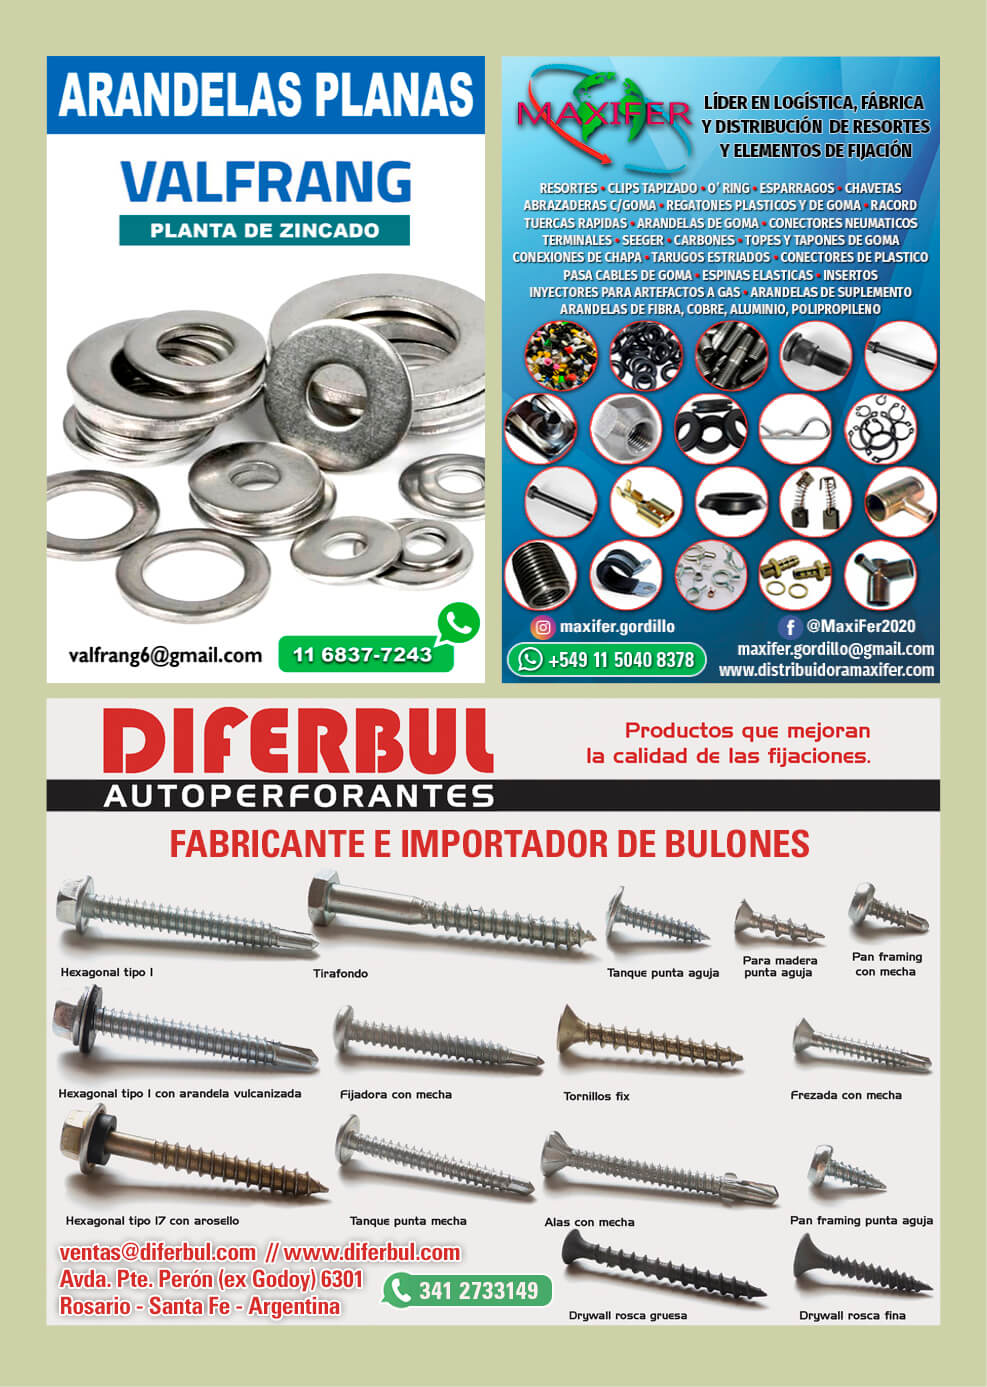 ARANDELAS PLANAS
VALFRANG
PLANTA DE ZINCADO
valfrang6@gmail.com
11 6837-7243
MAXIFER
LÍDER EN LOGÍSTICA, FÁBRICA
Y DISTRIBUCIÓN DE RESORTES
Y ELEMENTOS DE FIJACIÓN
RESORTES • CLIPS TAPIZADO • O' RING • ESPARRAGOS • CHAVETAS
ABRAZADERAS C/GOMA • REGATONES PLASTICOS Y DE GOMA • RACORD
TUERCAS RAPIDAS • ARANDELAS DE GOMA • CONECTORES NEUMATICOS
TERMINALES • SEEGER • CARBONES • TOPES Y TAPONES DE GOMA
CONEXIONES DE CHAPA • TARUGOS ESTRIADOS • CONECTORES DE PLASTICO
PASA CABLES DE GOMA • ESPINAS ELASTICAS • INSERTOS
INYECTORES PARA ARTEFACTOS A GAS • ARANDELAS DE SUPLEMENTO
ARANDELAS DE FIBRA, COBRE, ALUMINIO, POLIPROPILENO
maxifer.gordillo
@MaxiFer2020
+549 11 5040 8378
maxifer.gordillo@gmail.com
www.distribuidoramaxifer.com
DIFERBUL
AUTOPERFORANTES
Productos que mejoran
la calidad de las fijaciones.
FABRICANTE E IMPORTADOR DE BULONES
Hexagonal tipo 1
Tirafondo
Tanque punta aguja
Para madera
punta aguja
Pan framing
con mecha
Hexagonal tipo 1 con arandela vulcanizada
Fijadora con mecha
Tornillos fix
Frezada con mecha
Hexagonal tipo 17 con arosello
Tanque punta mecha
Alas con mecha
Pan framing punta aguja
ventas@diferbul.com // www.diferbul.com
Avda. Pte. Perón (ex Godoy) 6301
Rosario - Santa Fe - Argentina
341 2733149
Drywall rosca gruesa
Drywall rosca fina